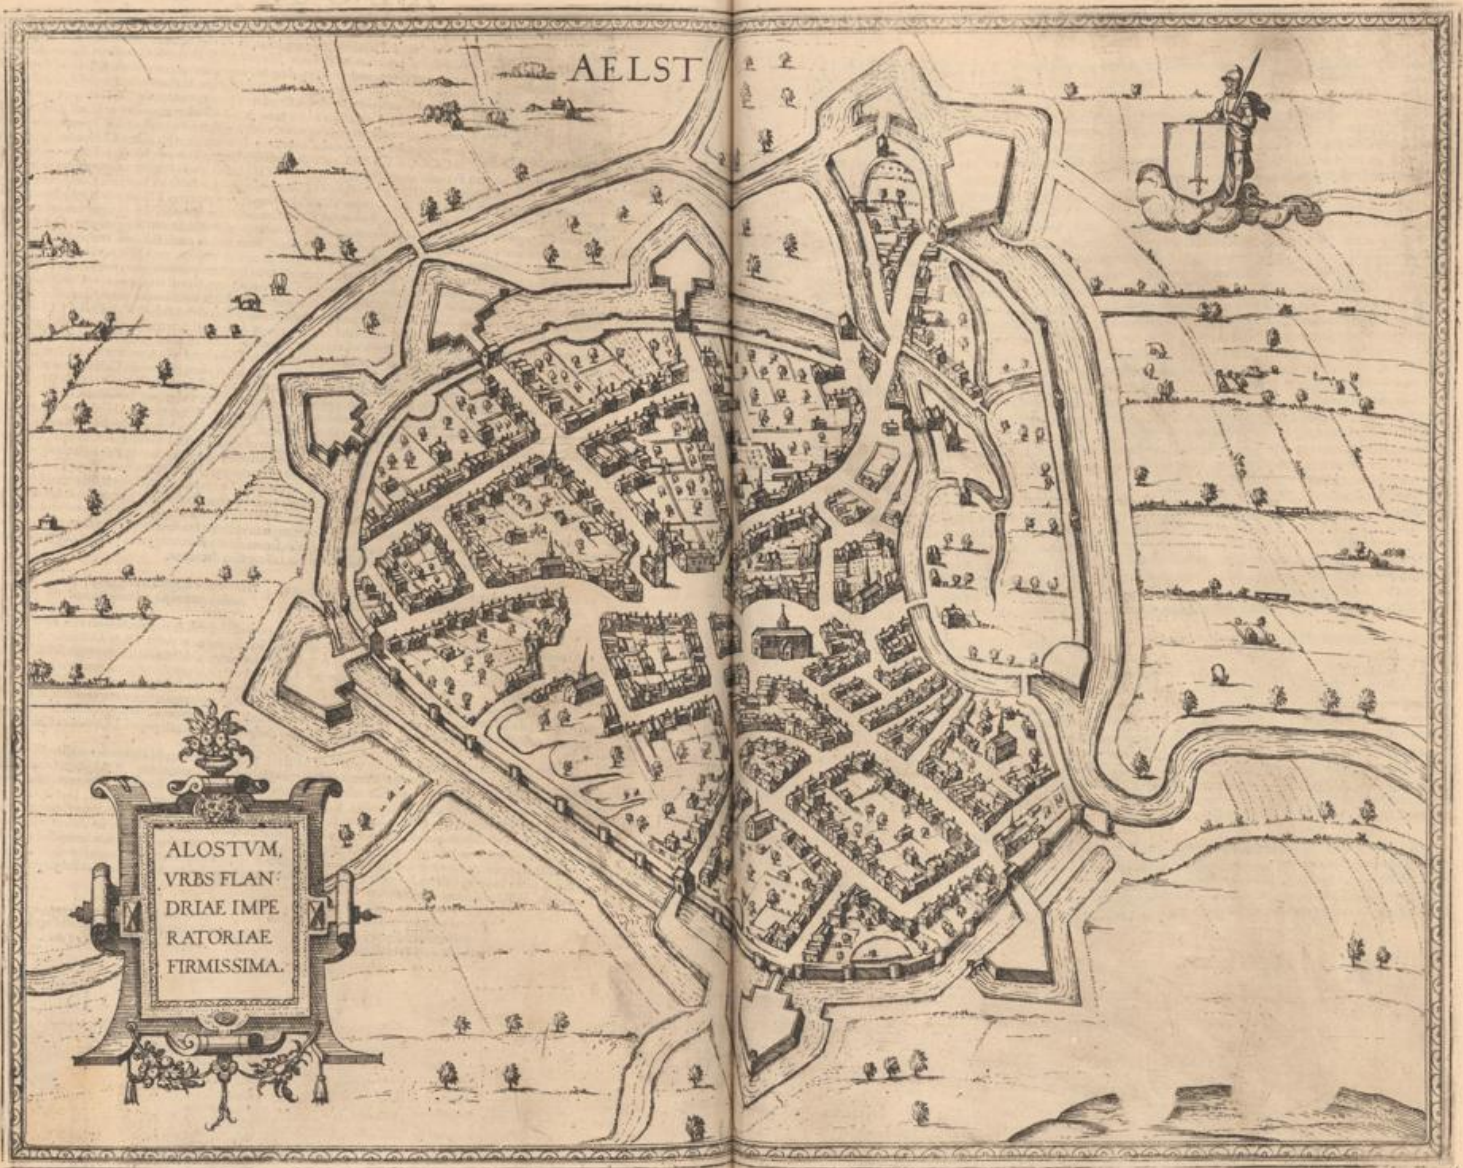 AELST
ALOSTVM,
VRBS FLAN:
DRIAE IMPE
RATORIAE
FIRMISSIMA.